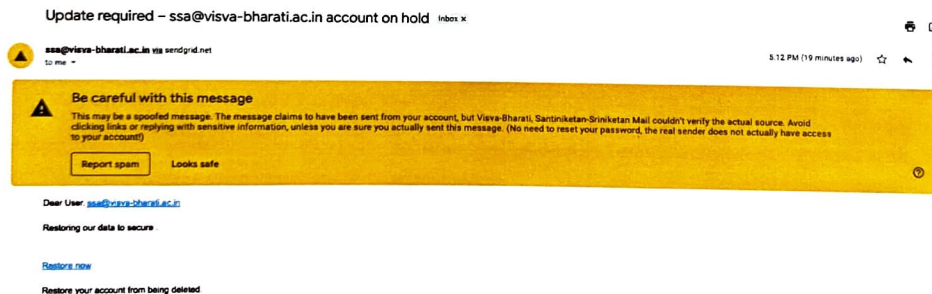 Update required – ssa@visva-bharati.ac.in account on hold Inbox x
ssa@visva-bharati.ac.in via sendgrid.net
to me
5:12 PM (19 minutes ago)
Be careful with this message
This may be a spoofed message. The message claims to have been sent from your account, but Visva-Bharati, Santiniketan-Sriniketan Mail couldn't verify the actual source. Avoid
clicking links or replying with sensitive information, unless you are sure you actually sent this message. (No need to reset your password, the real sender does not actually have access
to your account!)
Report spam Looks safe
Dear User. ssa@visva-bharati.ac.in
Restoring our data to secure .
Restore now
Restore your account from being deleted